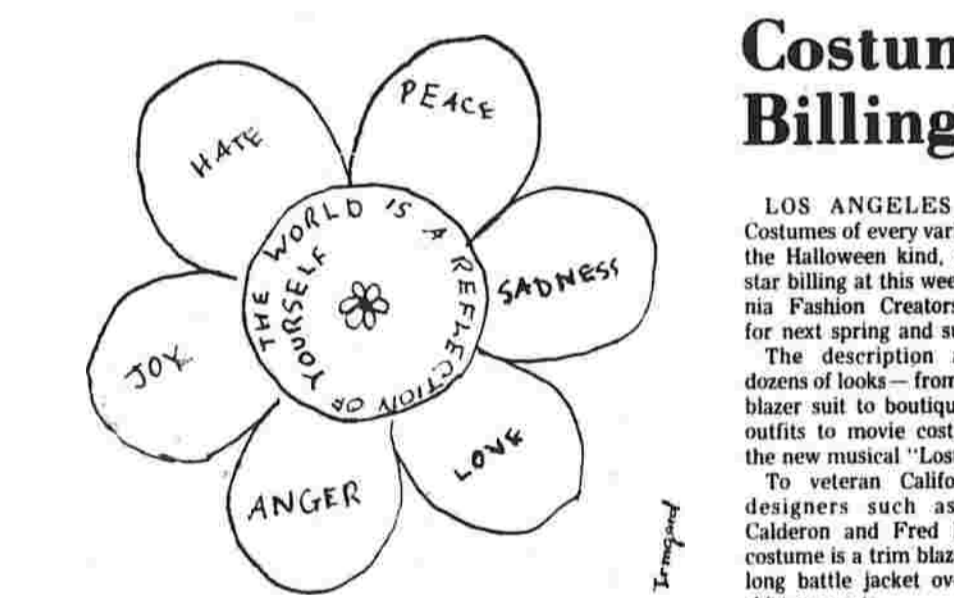 HATE
PEACE
SADNESS
LOVE
ANGER
JOY
THE WORLD IS A REFLECTION OF
YOURSELF
Irmgard
Costum
Billing
LOS ANGELES
Costumes of every var
the Halloween kind,
star billing at this wee
nia Fashion Creators
for next spring and su
The description a
dozens of looks — from
blazer suit to boutiqu
outfits to movie cost
the new musical "Los
To veteran Califo
designers such as
Calderon and Fred
costume is a trim blaz
long battle jacket ov